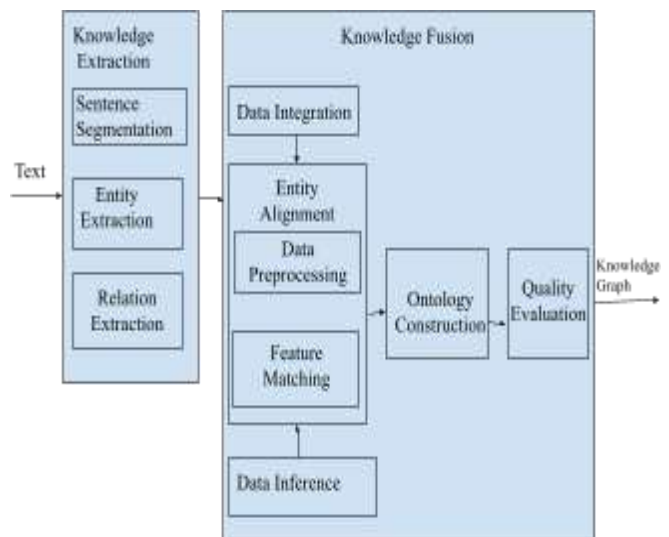 Knowledge
Extraction
Sentence
Segmentation
Text
Entity
Extraction
Relation
Extraction
Knowledge Fusion
Data Integration
Entity
Alignment
Data
Preprocessing
Feature
Matching
Data Inference
Ontology
Construction
Quality
Evaluation
Knowledge
Graph